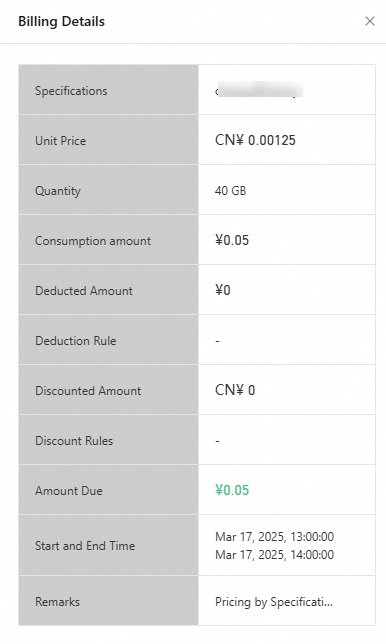 Billing Details
Specifications
Unit Price CN¥ 0.00125
Quantity 40 GB
Consumption amount ¥0.05
Deducted Amount ¥0
Deduction Rule -
Discounted Amount CN¥ 0
Discount Rules -
Amount Due ¥0.05
Start and End Time Mar 17, 2025, 13:00:00
Mar 17, 2025, 14:00:00
Remarks Pricing by Specificati...